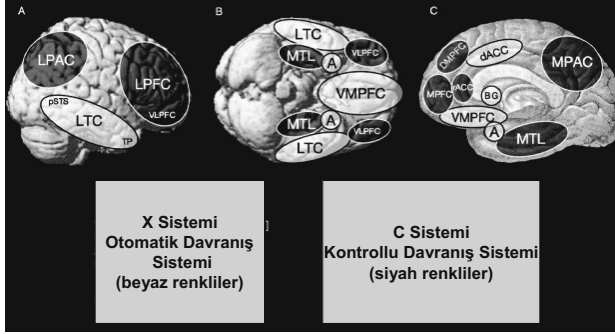 A
LPAC
LPFC
pSTS
VLPFC
LTC
TP
B
LTC
MTL
A
VLPFC
VMPFC
MTL
A
VLPFC
LTC
C
DMPFC
dACC
MPAC
MPFC
rACC
BG
VMPFC
A
MTL
X Sistemi
Otomatik Davranış
Sistemi
(beyaz renkliler)
]
C Sistemi
Kontrollu Davranış Sistemi
(siyah renkliler)